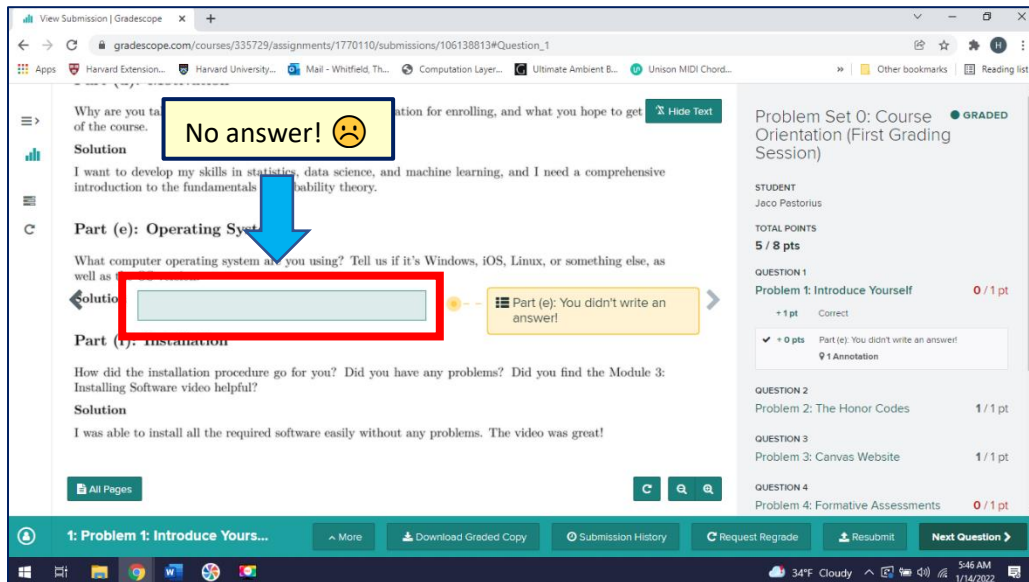 View Submission | Gradescope
gradescope.com/courses/335729/assignments/1770110/submissions/106138813#Question_1
H
Apps
Harvard Extension...
Harvard University...
Mail - Whitfield, Th...
Computation Layer...
Ultimate Ambient B...
Unison MIDI Chord...
Other bookmarks
Reading list
Why are you
ation for enrolling, and what you hope to get
of the course.
Hide Text
No answer!
Solution
I want to develop my skills in statistics, data science, and machine learning, and I need a comprehensive
introduction to the fundamentals
bability theory.
Part (e): Operating Sy
What computer operating system are you using? Tell us if it's Windows, iOS, Linux, or something else, as
well as
Solutio
Part (e): You didn't write an
answer!
Part (f): Installation
How did the installation procedure go for you? Did you have any problems? Did you find the Module 3:
Installing Software video helpful?
Solution
I was able to install all the required software easily without any problems. The video was great!
All Pages
Problem Set 0: Course
Orientation (First Grading
Session)
GRADED
STUDENT
Jaco Pastorius
TOTAL POINTS
5 / 8 pts
QUESTION 1
Problem 1: Introduce Yourself 0 / 1 pt
+ 1 pt Correct
+ 0 pts Part (e): You didn't write an answer!
1 Annotation
QUESTION 2
Problem 2: The Honor Codes 1 / 1 pt
QUESTION 3
Problem 3: Canvas Website 1 / 1 pt
QUESTION 4
Problem 4: Formative Assessments 0 / 1 pt
1: Problem 1: Introduce Yours...
More
Download Graded Copy
Submission History
Request Regrade
Resubmit
Next Question
34°F Cloudy
5:46 AM
1/14/2022